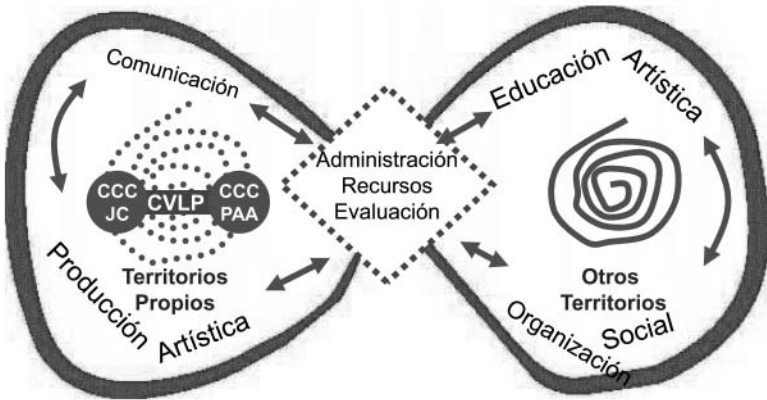 Comunicación
CCC
JC
CVLP
CCC
PAA
Territorios
Propios
Producción
Artística
Administración
Recursos
Evaluación
Educación
Artística
Otros
Territorios
Organización
Social